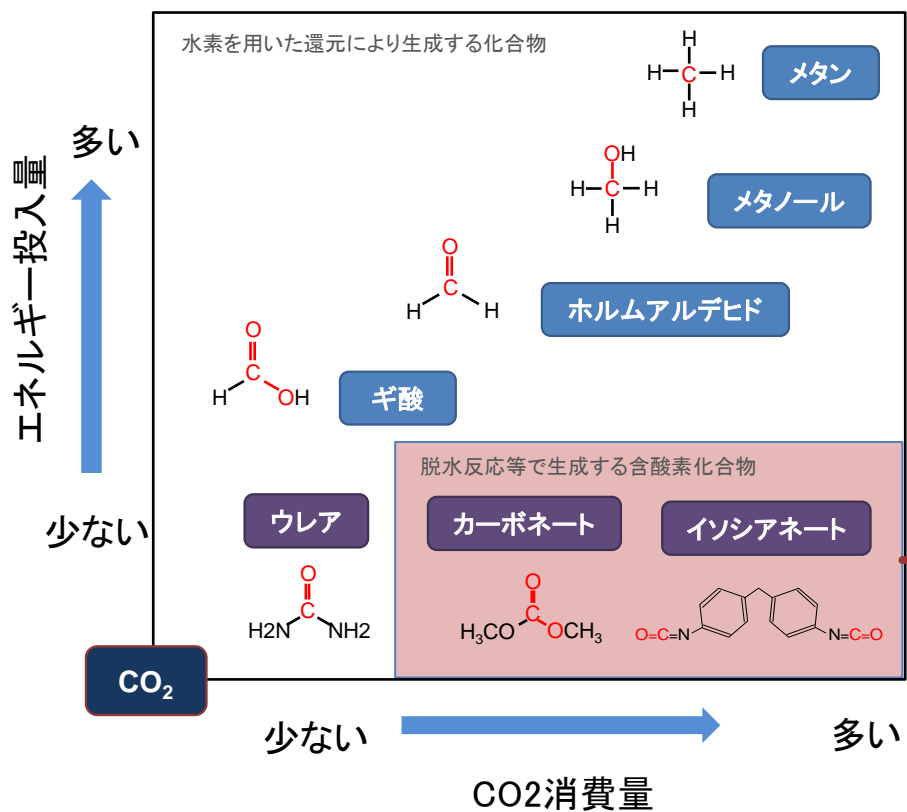 水素を用いた還元により生成する化合物
H
H C H
H
メタン
多い
OH
H C H
H
メタノール
エネルギー投入量
O
C
H H
ホルムアルデヒド
O
C
H OH
ギ酸
脱水反応等で生成する含酸素化合物
少ない
ウレア
カーボネート
イソシアネート
O
C
H2N NH2
O
C
H₃CO OCH₃
O=C=N N=C=O
CO₂
少ない
多い
CO2消費量